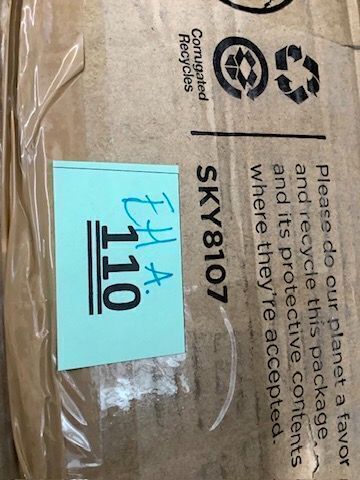 Please do our planet a favor
and recycle this package
and its protective contents
where they're accepted.
Corrugated
Recycles
SKY8107
EH A.
110